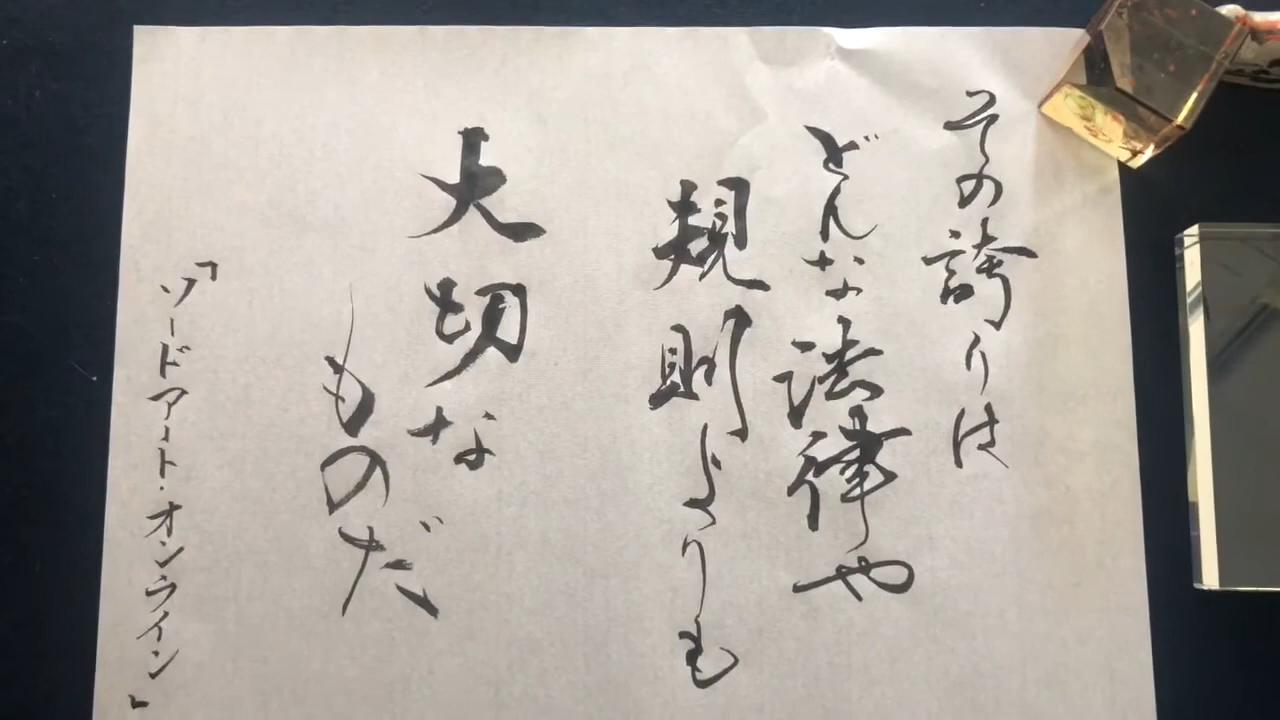 その誇りは
どんな法律や
規則よりも
大切な
ものだ
「ソードアート・オンライン」